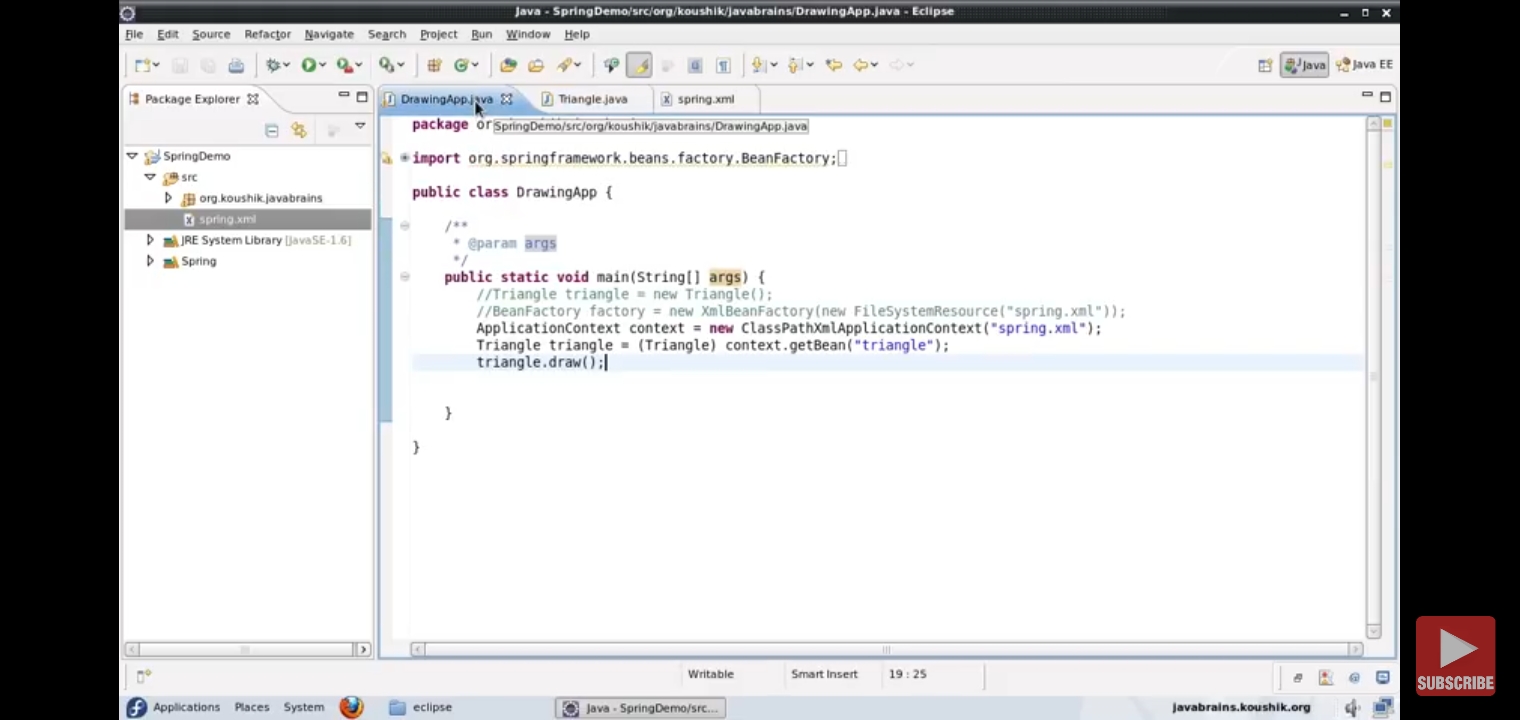 Java - SpringDemo/src/org/koushik/javabrains/DrawingApp.java - Eclipse
File Edit Source Refactor Navigate Search Project Run Window Help
Java Java EE
Package Explorer
SpringDemo
src
org.koushik.javabrains
spring.xml
JRE System Library [JavaSE-1.6]
Spring
DrawingApp.java Triangle.java spring.xml
package or
SpringDemo/src/org/koushik/javabrains/DrawingApp.java
import org.springframework.beans.factory.BeanFactory;
public class DrawingApp {
/**
* @param args
*/
public static void main(String[] args) {
//Triangle triangle = new Triangle();
//BeanFactory factory = new XmlBeanFactory(new FileSystemResource("spring.xml"));
ApplicationContext context = new ClassPathXmlApplicationContext("spring.xml");
Triangle triangle = (Triangle) context.getBean("triangle");
triangle.draw();
}
}
Writable Smart Insert 19 : 25
Applications Places System eclipse Java - SpringDemo/src... javabrains.koushik.org
SUBSCRIBE